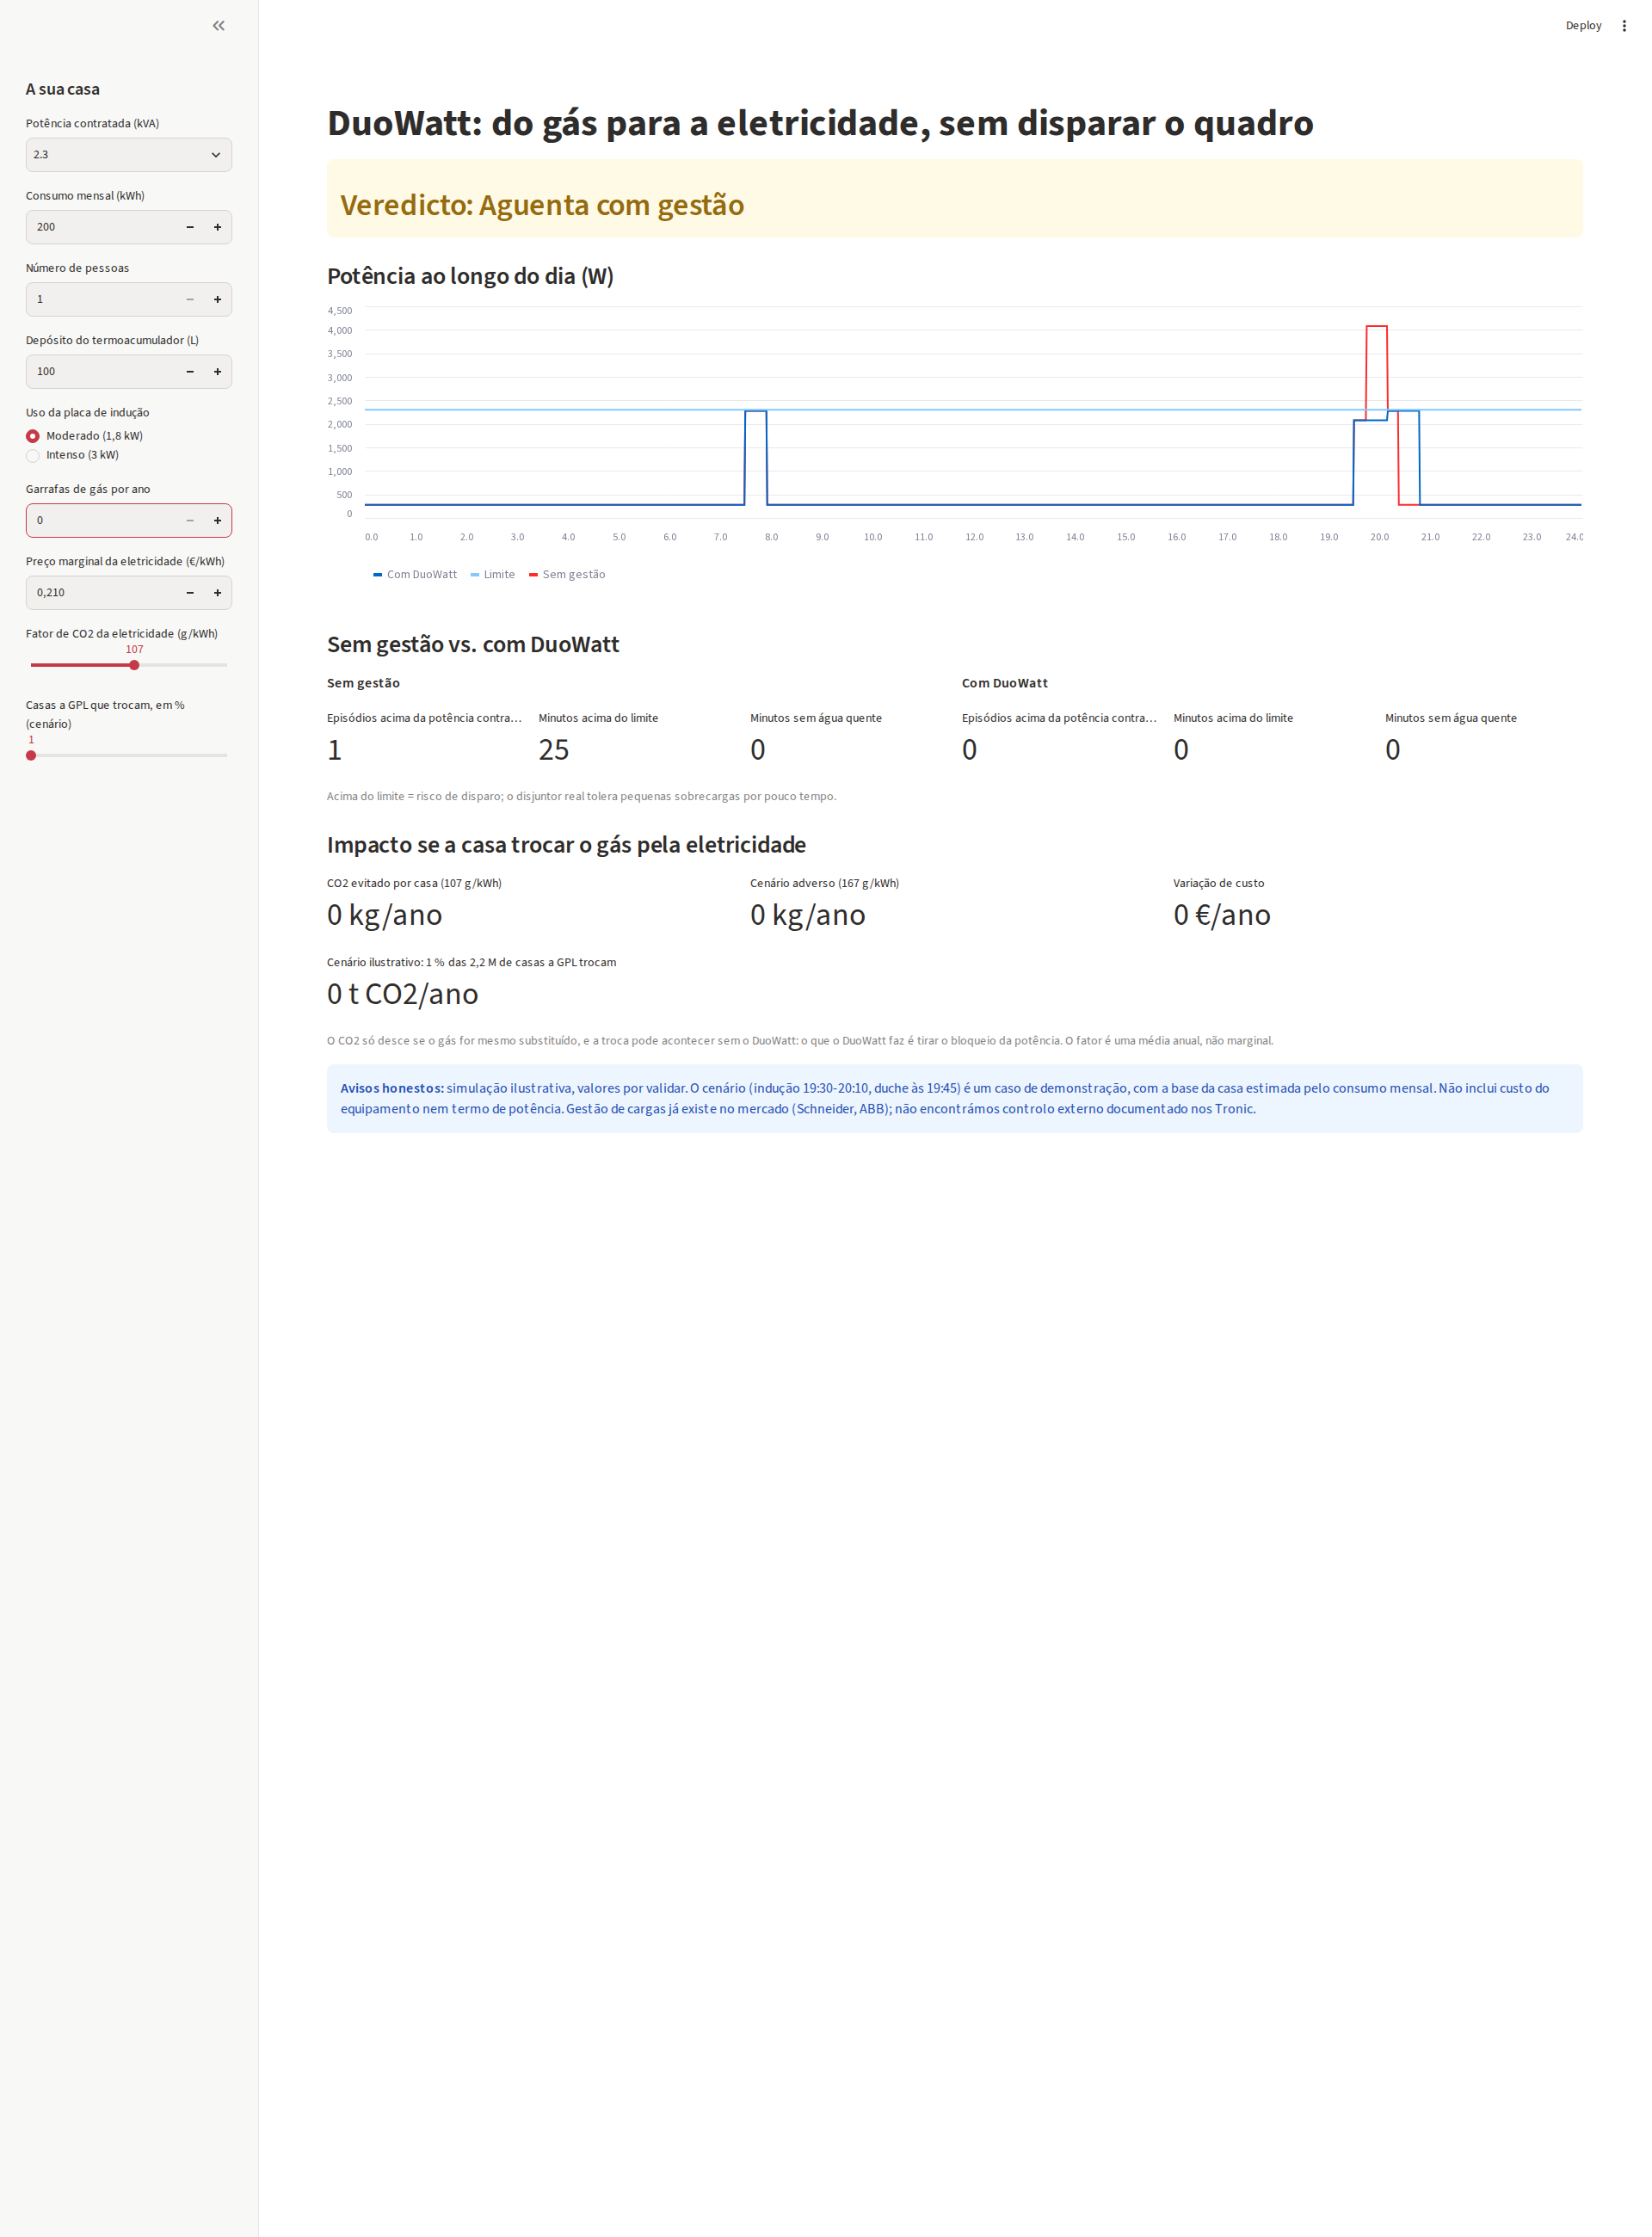 Deploy
A sua casa
Potência contratada (kVA)
2.3
Consumo mensal (kWh)
200
Número de pessoas
1
Depósito do termoacumulador (L)
100
Uso da placa de indução
Moderado (1,8 kW)
Intenso (3 kW)
Garrafas de gás por ano
0
Preço marginal da eletricidade (€/kWh)
0,210
Fator de CO2 da eletricidade (g/kWh)
107
Casas a GPL que trocam, em %
(cenário)
1
DuoWatt: do gás para a eletricidade, sem disparar o quadro
Veredicto: Aguenta com gestão
Potência ao longo do dia (W)
4,500
4,000
3,500
3,000
2,500
2,000
1,500
1,000
500
0
0.0 1.0 2.0 3.0 4.0 5.0 6.0 7.0 8.0 9.0 10.0 11.0 12.0 13.0 14.0 15.0 16.0 17.0 18.0 19.0 20.0 21.0 22.0 23.0 24.0
Com DuoWatt Limite Sem gestão
Sem gestão vs. com DuoWatt
Sem gestão Com DuoWatt
Episódios acima da potência contra... Minutos acima do limite Minutos sem água quente Episódios acima da potência contra... Minutos acima do limite Minutos sem água quente
1 25 0 0 0 0
Acima do limite = risco de disparo; o disjuntor real tolera pequenas sobrecargas por pouco tempo.
Impacto se a casa trocar o gás pela eletricidade
CO2 evitado por casa (107 g/kWh) Cenário adverso (167 g/kWh) Variação de custo
0 kg/ano 0 kg/ano 0 €/ano
Cenário ilustrativo: 1 % das 2,2 M de casas a GPL trocam
0 t CO2/ano
O CO2 só desce se o gás for mesmo substituído, e a troca pode acontecer sem o DuoWatt: o que o DuoWatt faz é tirar o bloqueio da potência. O fator é uma média anual, não marginal.
Avisos honestos: simulação ilustrativa, valores por validar. O cenário (indução 19:30-20:10, duche às 19:45) é um caso de demonstração, com a base da casa estimada pelo consumo mensal. Não inclui custo do
equipamento nem termo de potência. Gestão de cargas já existe no mercado (Schneider, ABB); não encontrámos controlo externo documentado nos Tronic.